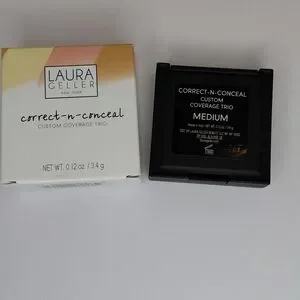 LAURA
GELLER
NEW YORK
correct-n-conceal
CUSTOM COVERAGE TRIO
NET WT. 0.12 oz / 3.4 g
CORRECT-N-CONCEAL
CUSTOM
COVERAGE TRIO
MEDIUM